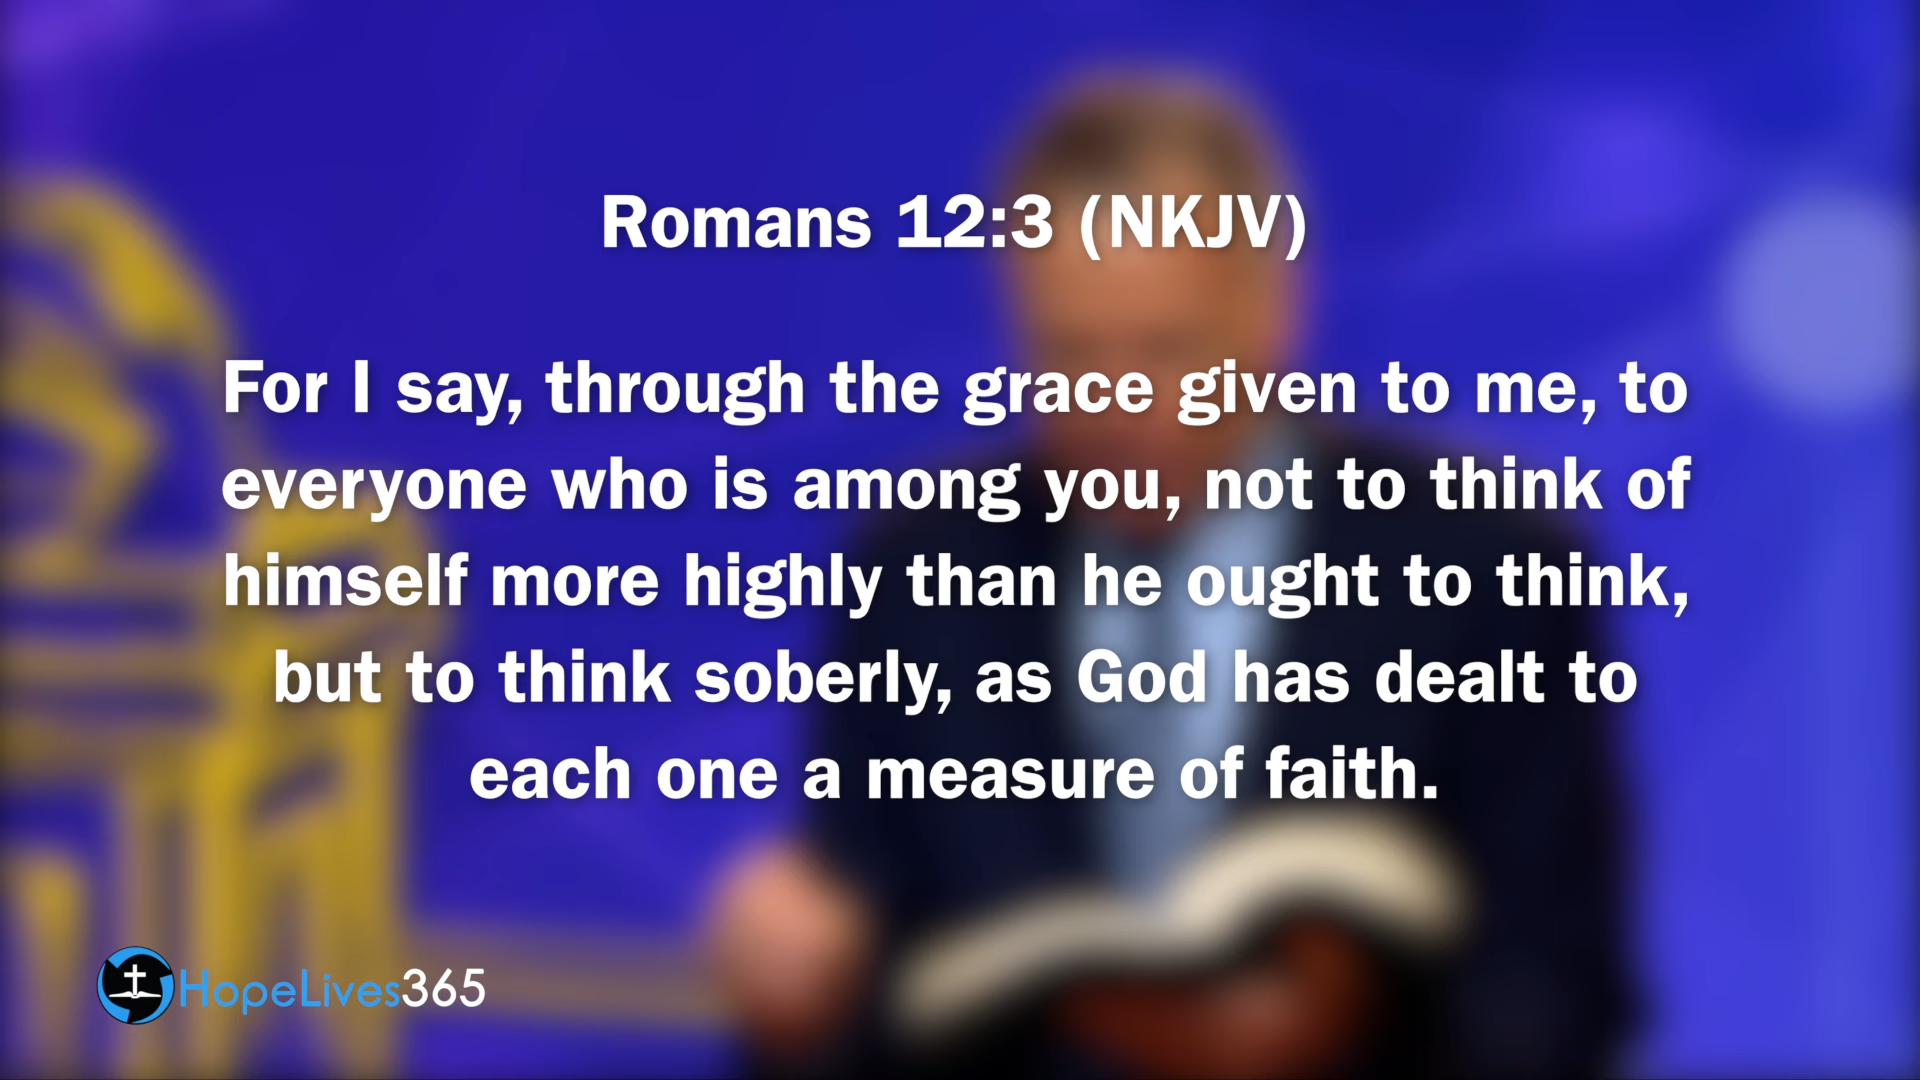 Romans 12:3 (NKJV)
For I say, through the grace given to me, to
everyone who is among you, not to think of
himself more highly than he ought to think,
but to think soberly, as God has dealt to
each one a measure of faith.
HopeLives365